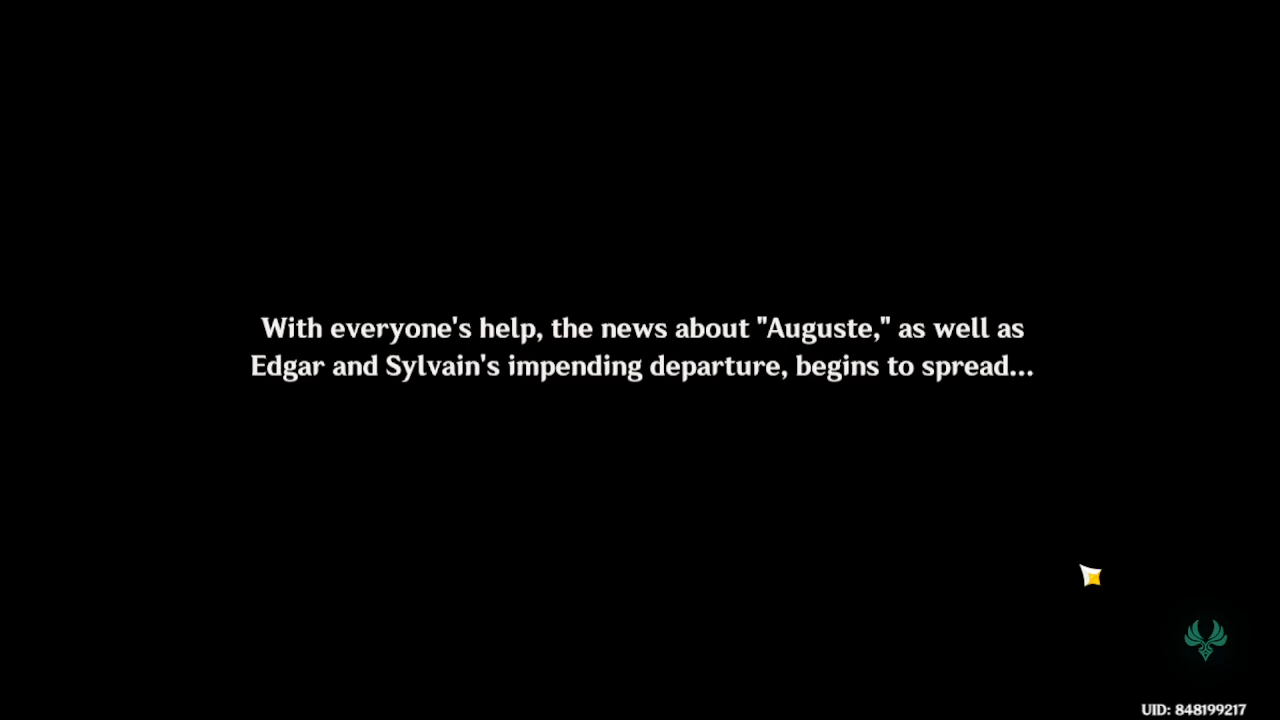 With everyone's help, the news about "Auguste," as well as
Edgar and Sylvain's impending departure, begins to spread...
UID: 848199217